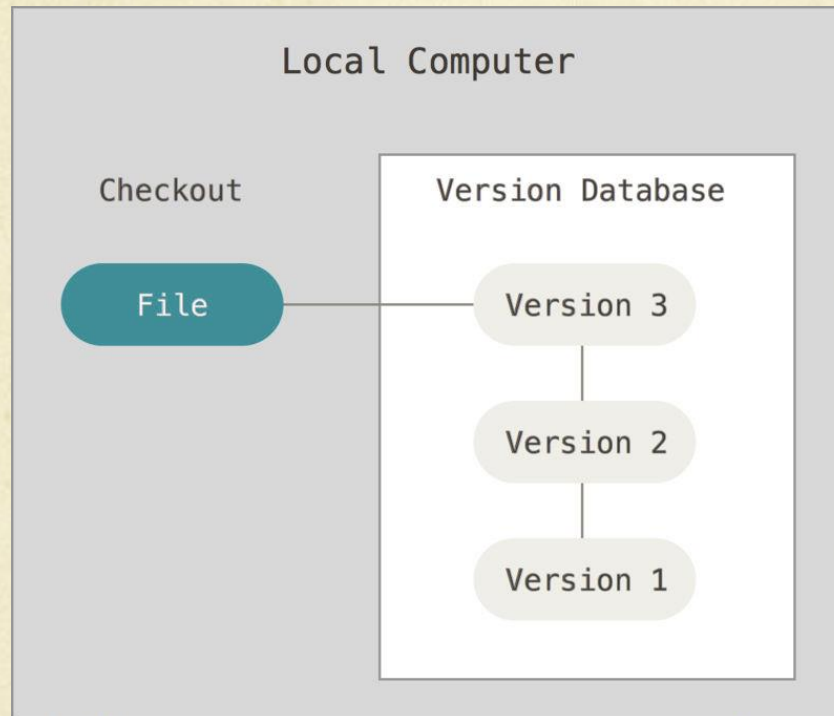 Local Computer
Checkout
Version Database
File
Version 3
Version 2
Version 1